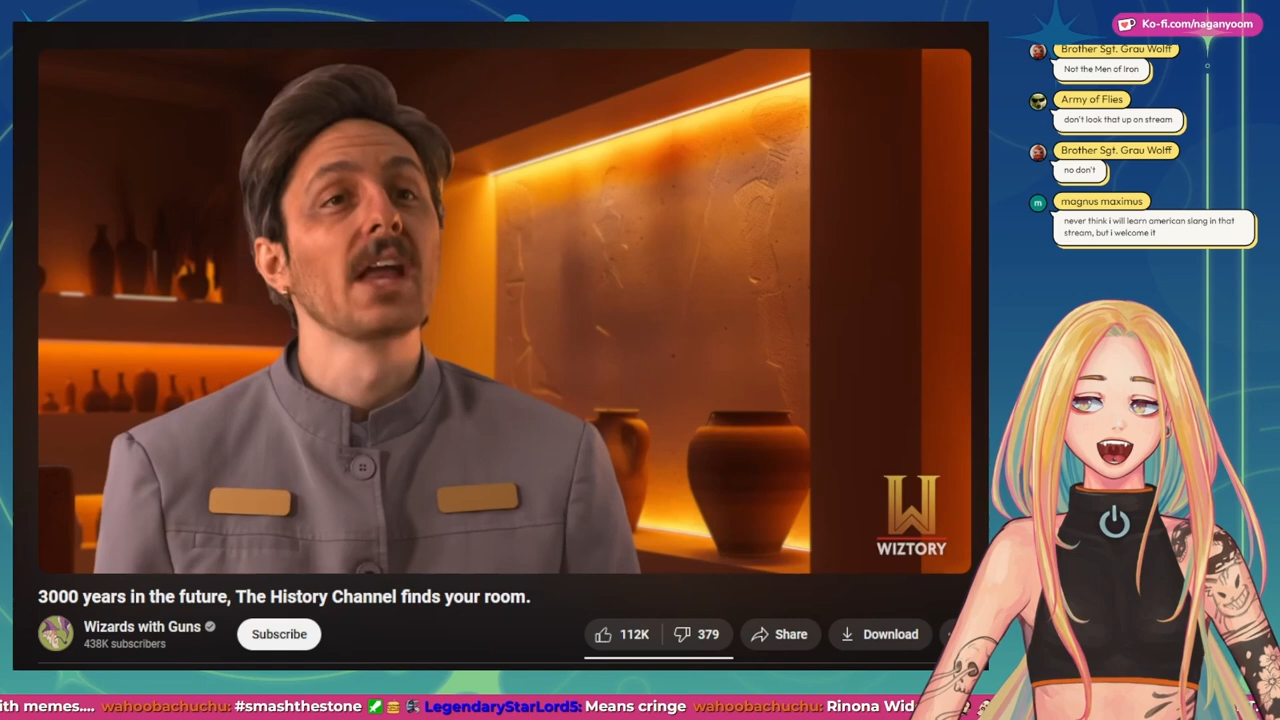 Ko-fi.com/naganyoom
Brother Sgt. Grau Wolff
Not the Men of Iron
Army of Flies
don't look that up on stream
Brother Sgt. Grau Wolff
no don't
m
magnus maximus
never think i will learn american slang in that
stream, but i welcome it
W
WIZTORY
3000 years in the future, The History Channel finds your room.
Wizards with Guns
438K subscribers
Subscribe
112K
379
Share
Download
ith memes.... wahoobachuchu: #smashthestone LegendaryStarLord5: Means cringe wahoobachuchu: Rinona Wid